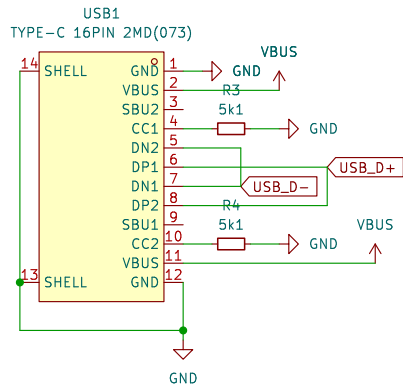 USB1
TYPE-C 16PIN 2MD(073)
VBUS
14 SHELL GND 1 GND
VBUS 2 R3
SBU2 3 5k1
CC1 4 GND
DN2 5
DP1 6 USB_D+
DN1 7 USB_D-
DP2 8 R4
SBU1 9 5k1 VBUS
CC2 10 GND
VBUS 11
13 SHELL GND 12
GND